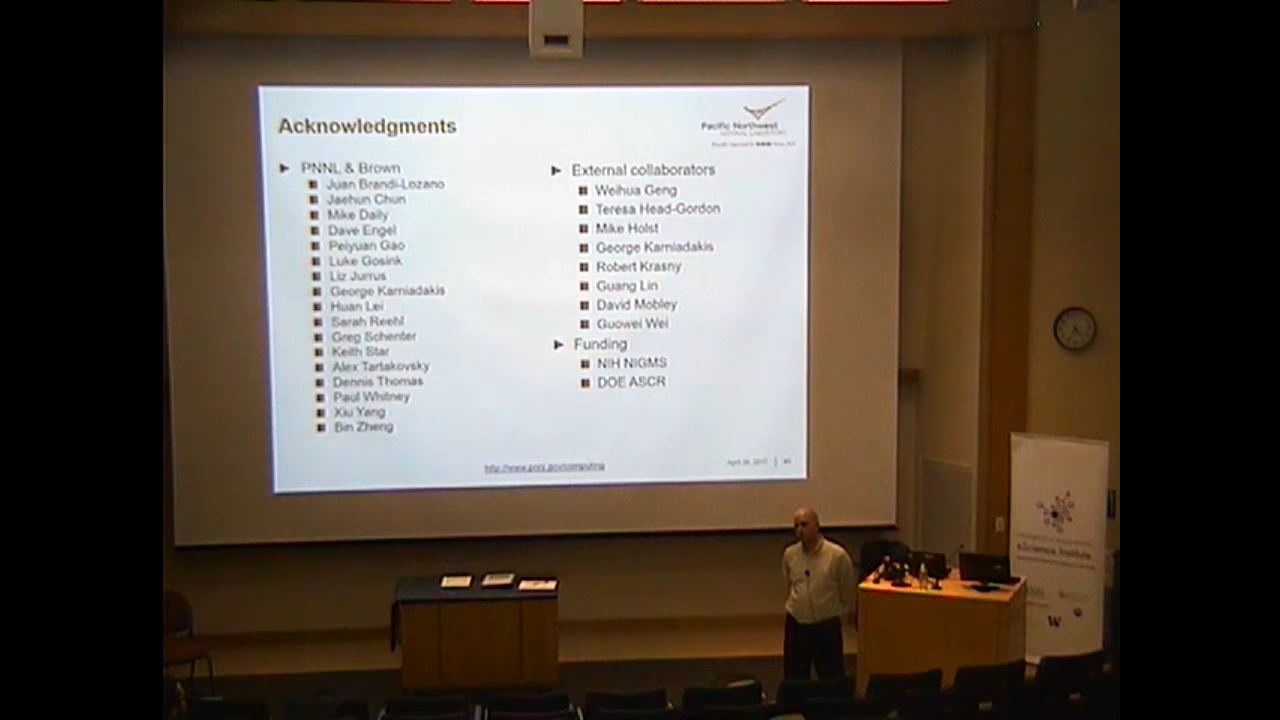 Acknowledgments
Pacific Northwest
NATIONAL LABORATORY
PNNL & Brown
Juan Brandi-Lozano
Jaehun Chun
Mike Daily
Dave Engel
Peiyuan Gao
Luke Gosink
Liz Jurrus
George Karniadakis
Huan Lei
Sarah Reehl
Greg Schenter
Keith Star
Alex Tartakovsky
Dennis Thomas
Paul Whitney
Xiu Yang
Bin Zheng
External collaborators
Weihua Geng
Teresa Head-Gordon
Mike Holst
George Karniadakis
Robert Krasny
Guang Lin
David Mobley
Guowei Wei
Funding
NIH NIGMS
DOE ASCR
http://www.pnnl.gov/computing
eScience Institute
W